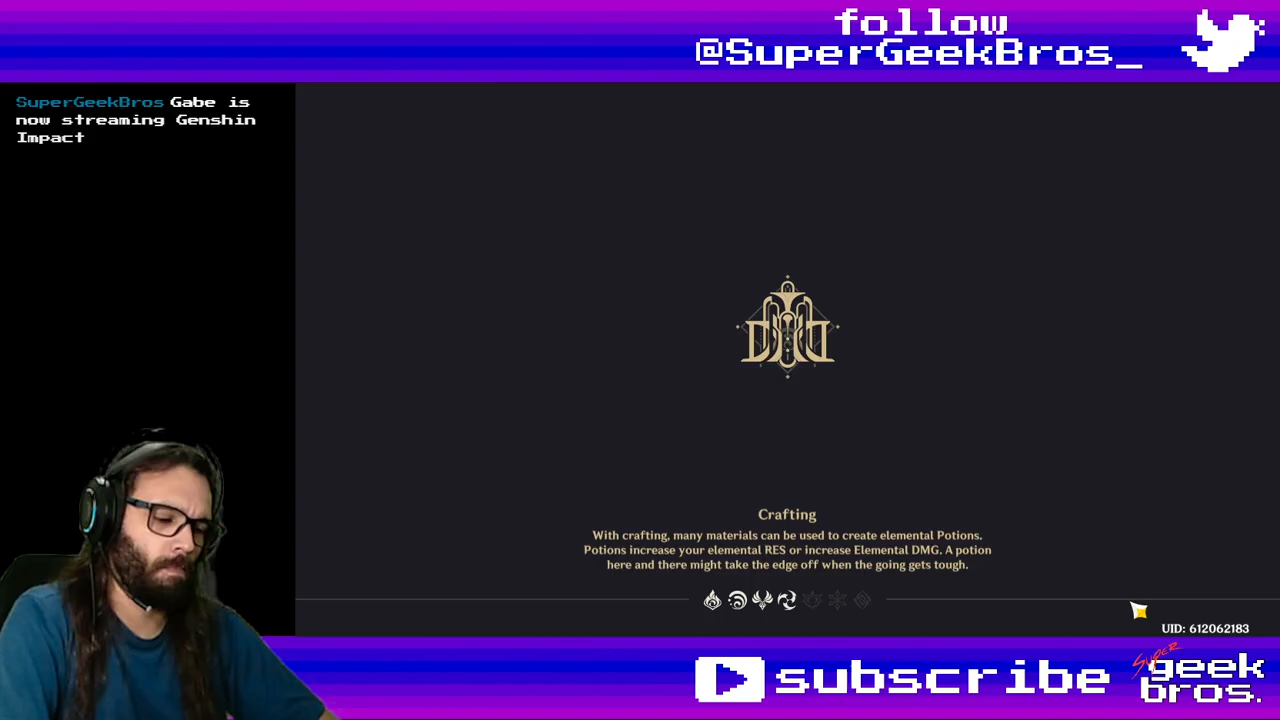 follow
@SuperGeekBros_
SuperGeekBros Gabe is
now streaming Genshin
Impact
Crafting
With crafting, many materials can be used to create elemental Potions.
Potions increase your elemental RES or increase Elemental DMG. A potion
here and there might take the edge off when the going gets tough.
UID: 612062183
subscribe
Super
geek
bros.